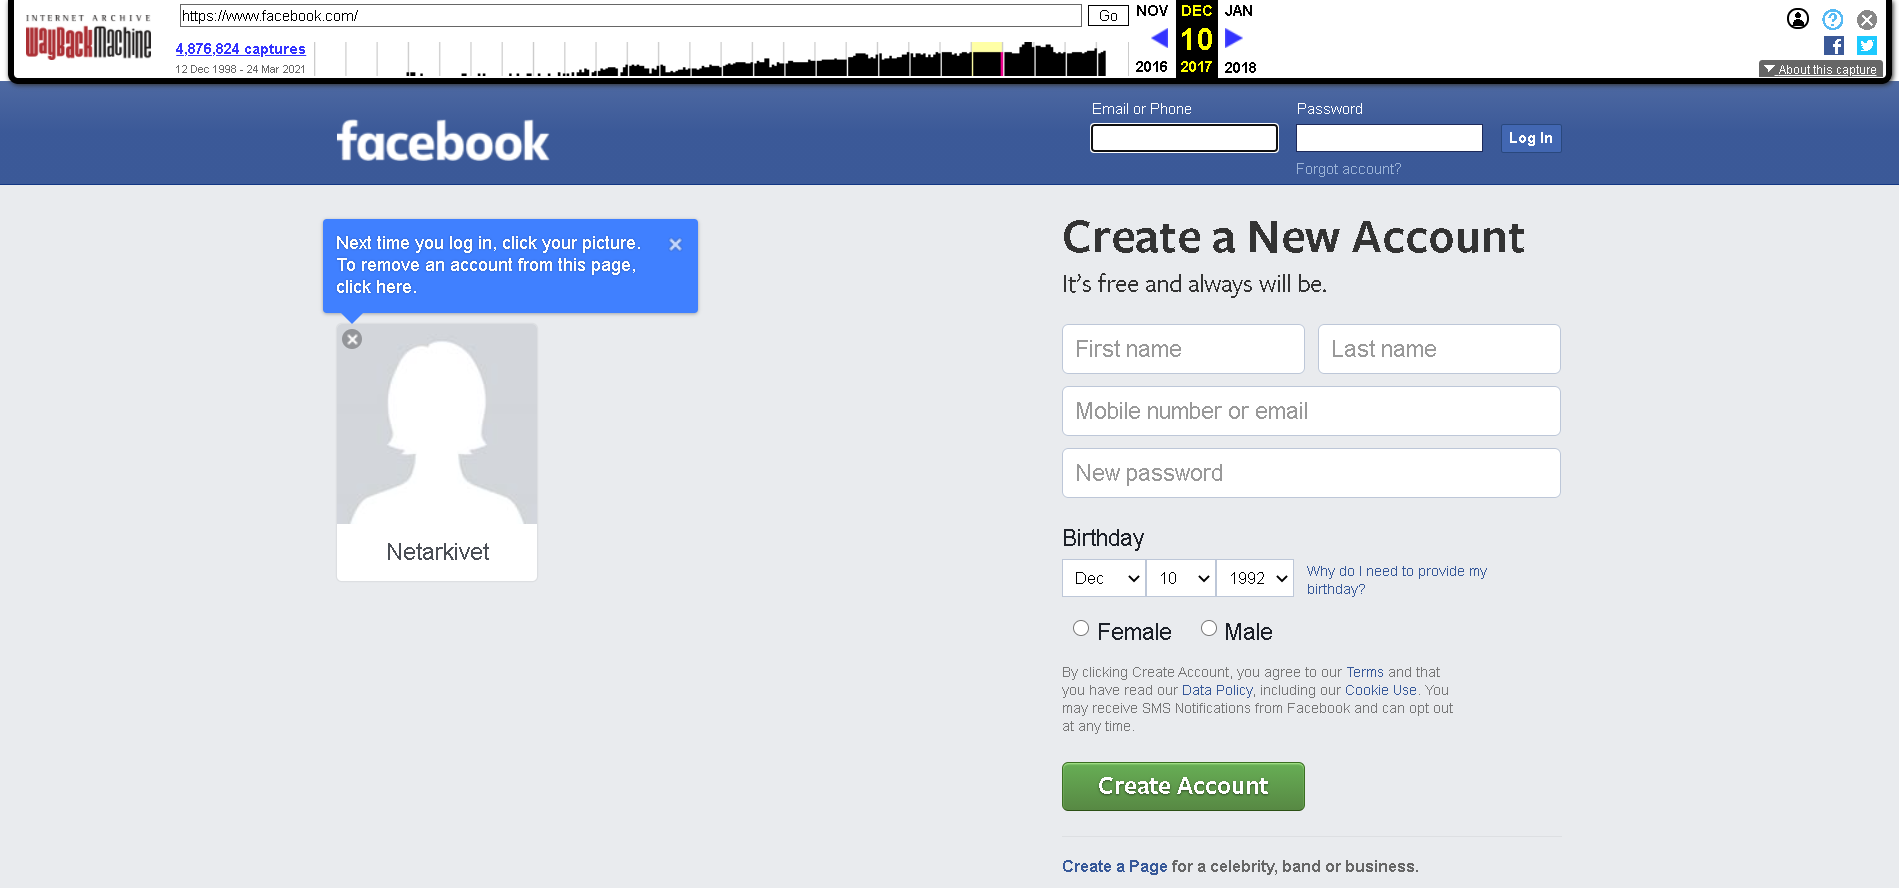 INTERNET ARCHIVE
WayBackMachine
https://www.facebook.com/
Go
4,876,824 captures
12 Dec 1998 - 24 Mar 2021
NOV
DEC
JAN
10
2016
2017
2018
?
About this capture
facebook
Email or Phone
Password
Log In
Forgot account?
Next time you log in, click your picture.
To remove an account from this page,
click here.
Netarkivet
Create a New Account
It's free and always will be.
First name
Last name
Mobile number or email
New password
Birthday
Dec
10
1992
Why do I need to provide my
birthday?
Female
Male
By clicking Create Account, you agree to our Terms and that
you have read our Data Policy, including our Cookie Use. You
may receive SMS Notifications from Facebook and can opt out
at any time.
Create Account
Create a Page for a celebrity, band or business.